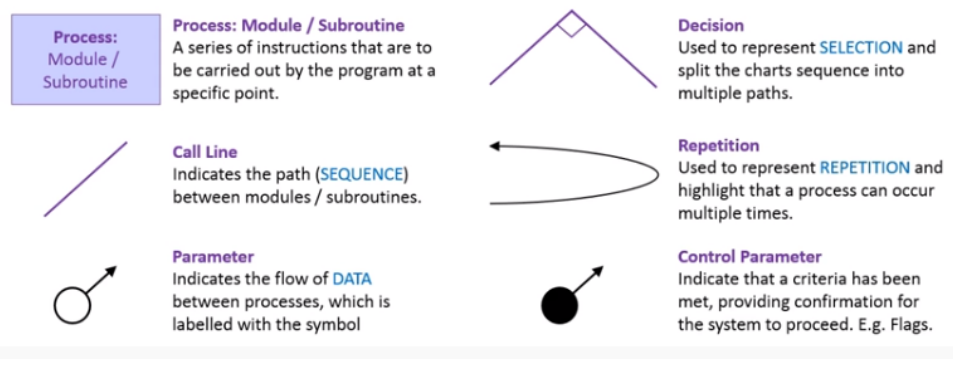 Process:
Module /
Subroutine
Process: Module / Subroutine
A series of instructions that are to
be carried out by the program at a
specific point.
Decision
Used to represent SELECTION and
split the charts sequence into
multiple paths.
Call Line
Indicates the path (SEQUENCE)
between modules / subroutines.
Repetition
Used to represent REPETITION and
highlight that a process can occur
multiple times.
Parameter
Indicates the flow of DATA
between processes, which is
labelled with the symbol
Control Parameter
Indicate that a criteria has been
met, providing confirmation for
the system to proceed. E.g. Flags.